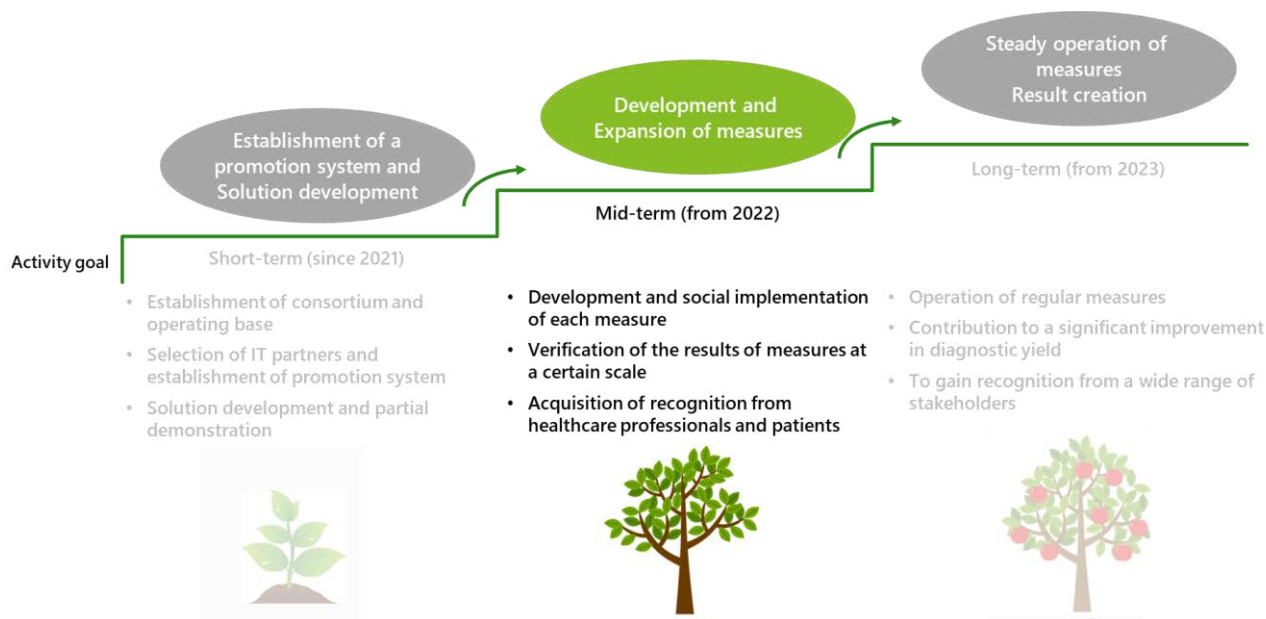 Establishment of a
promotion system and
Solution development
Development and
Expansion of measures
Steady operation of
measures
Result creation
Activity goal
Short-term (since 2021)
Mid-term (from 2022)
Long-term (from 2023)
• Establishment of consortium and
operating base
• Selection of IT partners and
establishment of promotion system
• Solution development and partial
demonstration
• Development and social implementation
of each measure
• Verification of the results of measures at
a certain scale
• Acquisition of recognition from
healthcare professionals and patients
• Operation of regular measures
• Contribution to a significant improvement
in diagnostic yield
• To gain recognition from a wide range of
stakeholders